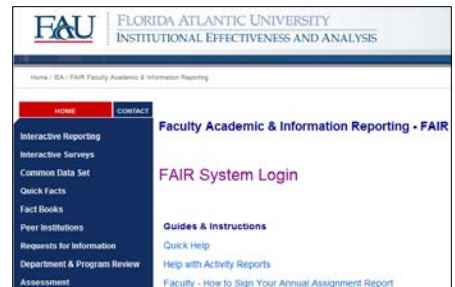 FAU
FLORIDA ATLANTIC UNIVERSITY
INSTITUTIONAL EFFECTIVENESS AND ANALYSIS
Home / IEA / FAIR Faculty Academic & Information Reporting
HOME
CONTACT
Interactive Reporting
Interactive Surveys
Common Data Set
Quick Facts
Fact Books
Peer Institutions
Requests for Information
Department & Program Review
Assessment
Faculty Academic & Information Reporting - FAIR
FAIR System Login
Guides & Instructions
Quick Help
Help with Activity Reports
Faculty - How to Sign Your Annual Assignment Report